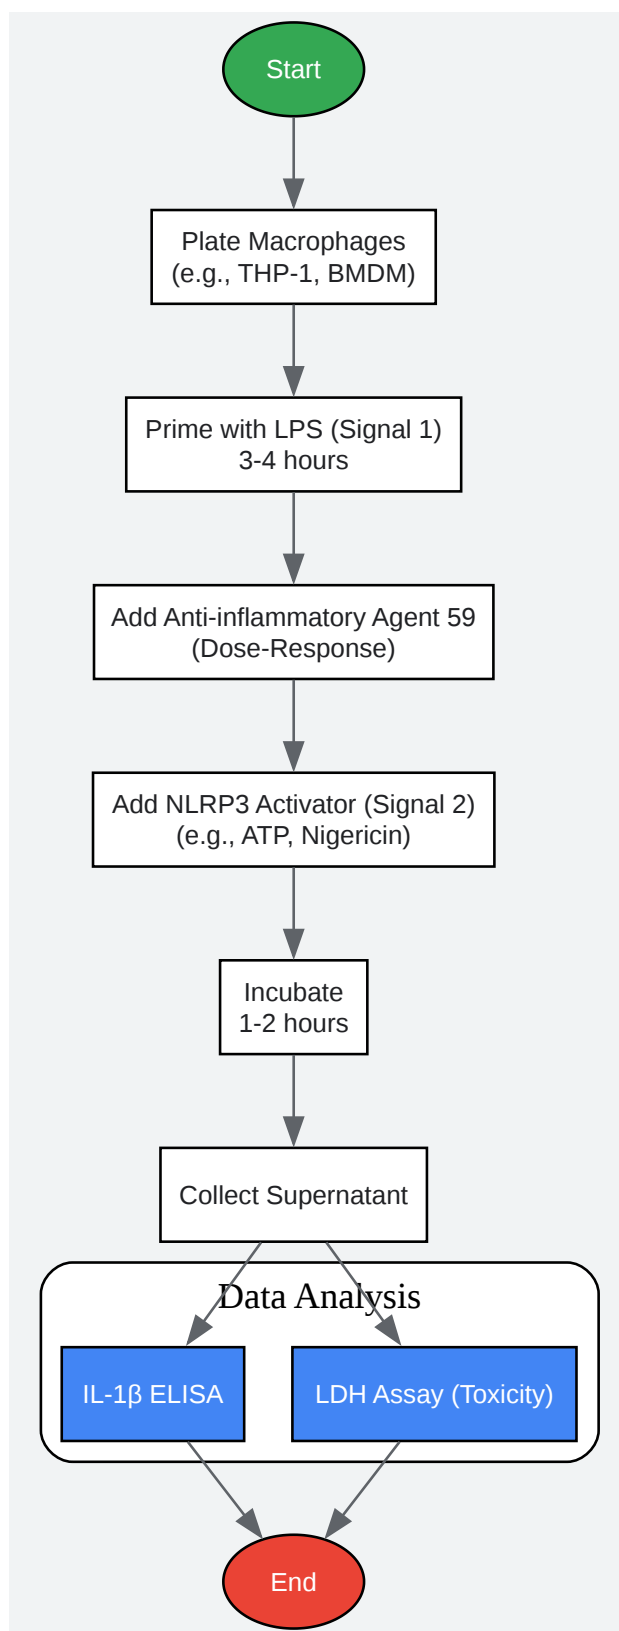 Start
Plate Macrophages
(e.g., THP-1, BMDM)
Prime with LPS (Signal 1)
3-4 hours
Add Anti-inflammatory Agent 59
(Dose-Response)
Add NLRP3 Activator (Signal 2)
(e.g., ATP, Nigericin)
Incubate
1-2 hours
Collect Supernatant
Data Analysis
IL-1β ELISA
LDH Assay (Toxicity)
End